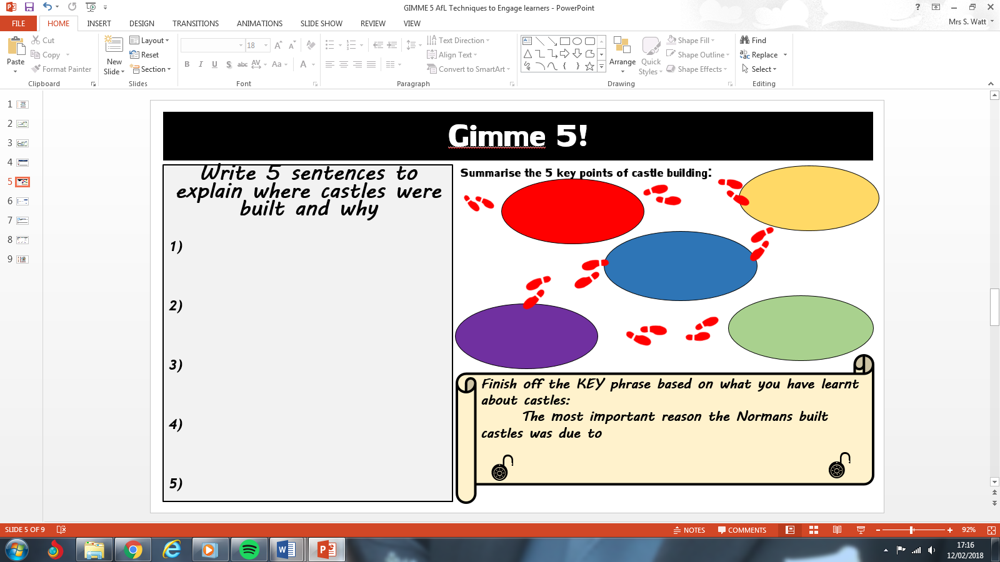 GIMME 5 AfL Techniques to Engage learners - PowerPoint
?
FILE HOME INSERT DESIGN TRANSITIONS ANIMATIONS SLIDE SHOW REVIEW VIEW Mrs S. Watt
Paste
Cut
Copy
Format Painter
Clipboard
New Slide
Layout
Reset
Section
Slides
18
B I U S abc AV Aa A
Font
Text Direction
Align Text
Convert to SmartArt
Paragraph
Arrange
Quick Styles
Shape Fill
Shape Outline
Shape Effects
Drawing
Find
Replace
Select
Editing
1
2
3
4
5
6
7
8
9
Gimme 5!
Write 5 sentences to
explain where castles were
built and why
1)
2)
3)
4)
5)
Summarise the 5 key points of castle building:
Finish off the KEY phrase based on what you have learnt
about castles:
The most important reason the Normans built
castles was due to
SLIDE 5 OF 9 NOTES COMMENTS 92%
17:16
12/02/2018